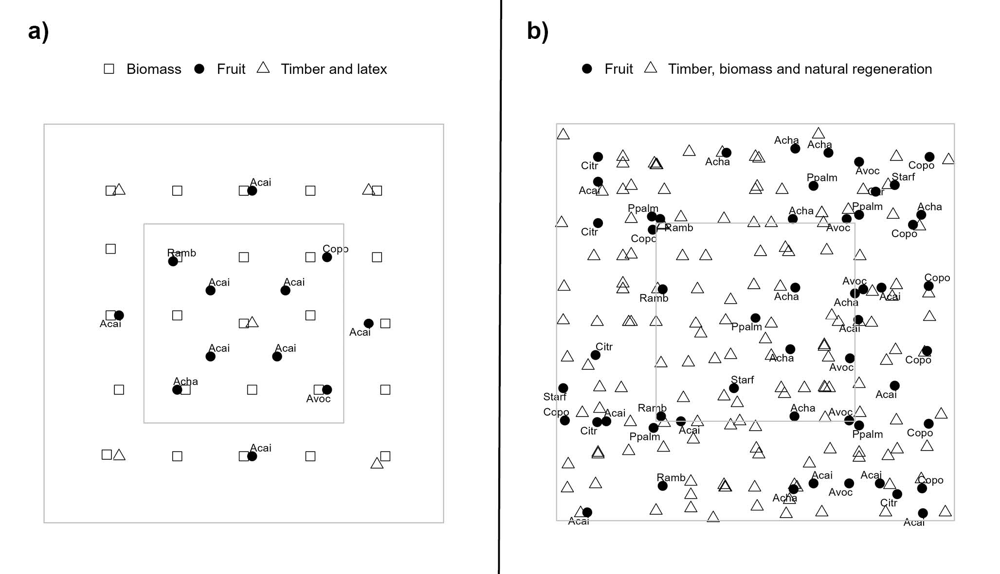 a)
Biomass Fruit Timber and latex
Acai
Ramb Copo
Acai Acai
Acai Acai
Acai Acai
Acha
Avoc
Acai
b)
Fruit Timber, biomass and natural regeneration
Acha Acha
Citr Acha Avoc Copo
Ppalm Starf
Acai Citr
Ppalm Acha Ppalm Acha
Citr Ramb Avoc Copo
Copo
Avoc Copo
Ramb Acha Acha Acai
Ppalm Acai
Citr
Acha Avoc Copo
Starf
Starf Acai
Copo Acai Ramb Acha Avoc
Citr Ppalm Acai Ppalm Copo
Ramb Acai Acai Copo
Acha Avoc Citr
Acai Acai